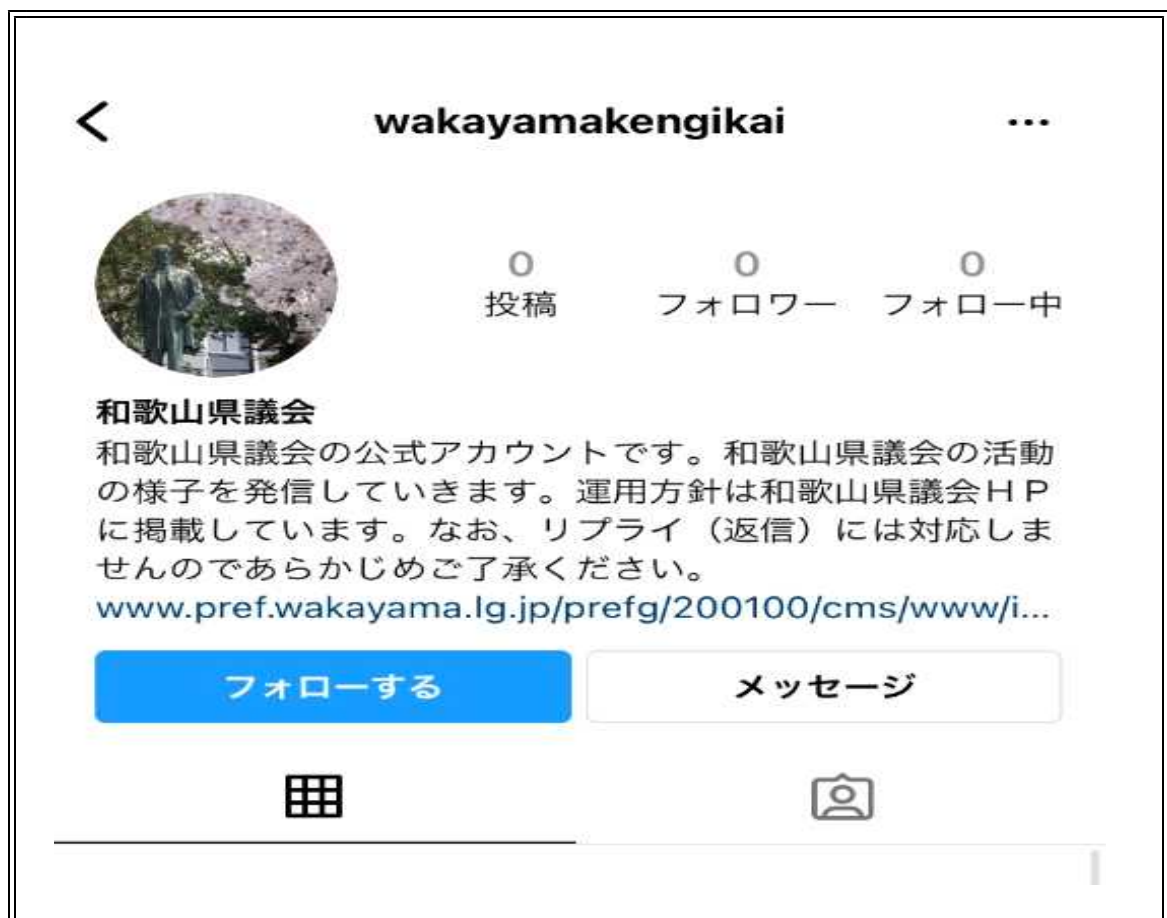 wakayamakengikai
0 0 0
投稿 フォロワー フォロー中
和歌山県議会
和歌山県議会の公式アカウントです。和歌山県議会の活動
の様子を発信していきます。運用方針は和歌山県議会ＨＰ
に掲載しています。なお、リプライ（返信）には対応しま
せんのであらかじめご了承ください。
www.pref.wakayama.lg.jp/prefg/200100/cms/www/i...
フォローする メッセージ